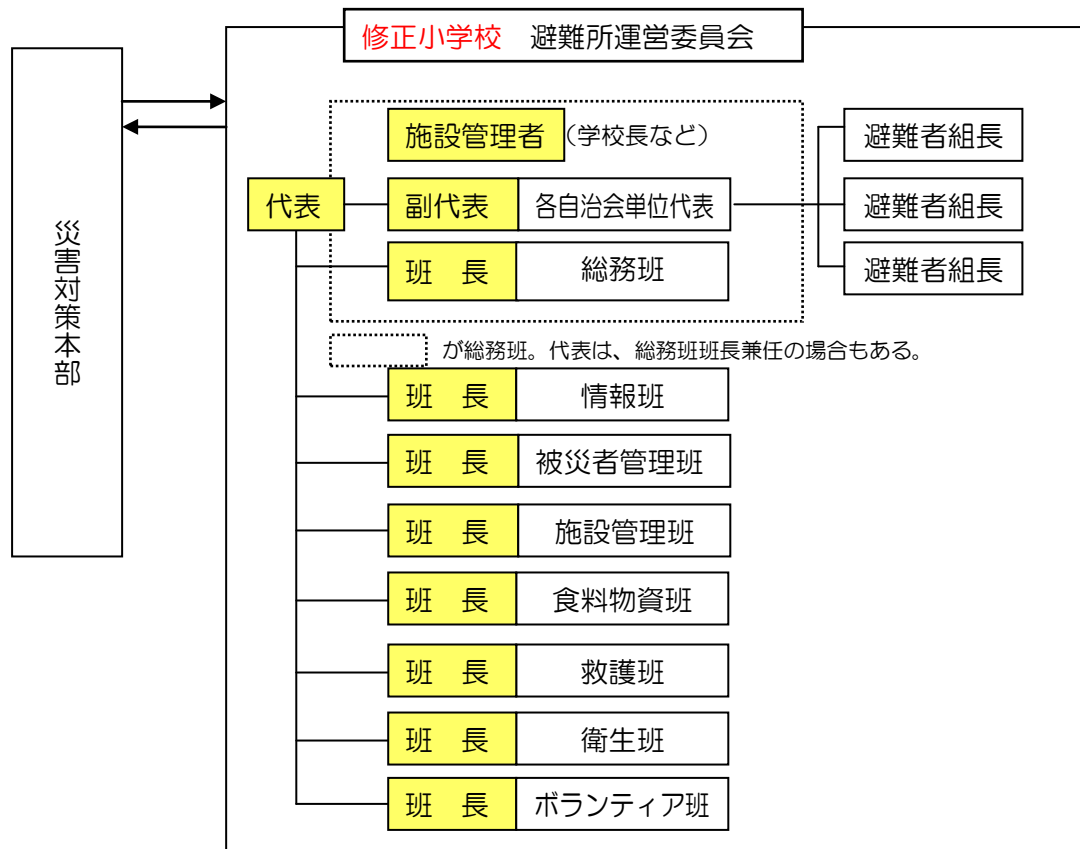 修正小学校 避難所運営委員会
災害対策本部
施設管理者 (学校長など)
代表
副代表 各自治会単位代表
班 長 総務班
避難者組長
避難者組長
避難者組長
が総務班。代表は、総務班班長兼任の場合もある。
班 長 情報班
班 長 被災者管理班
班 長 施設管理班
班 長 食料物資班
班 長 救護班
班 長 衛生班
班 長 ボランティア班